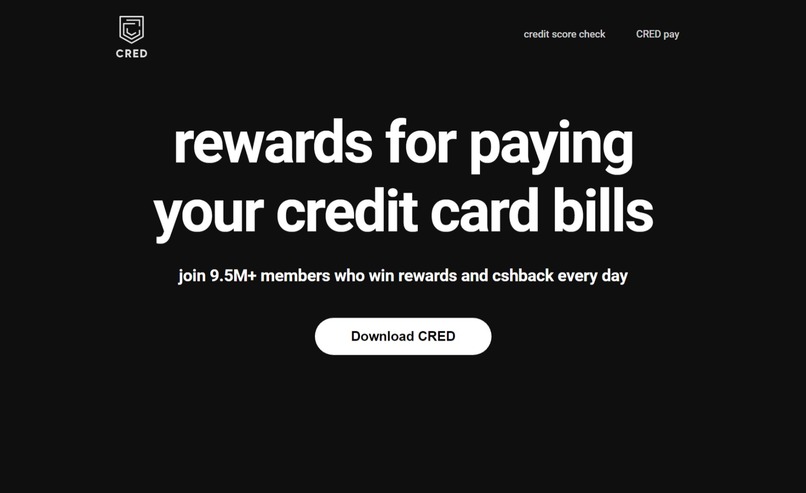 CRED
credit score check
CRED pay
rewards for paying
your credit card bills
join 9.5M+ members who win rewards and cshback every day
Download CRED